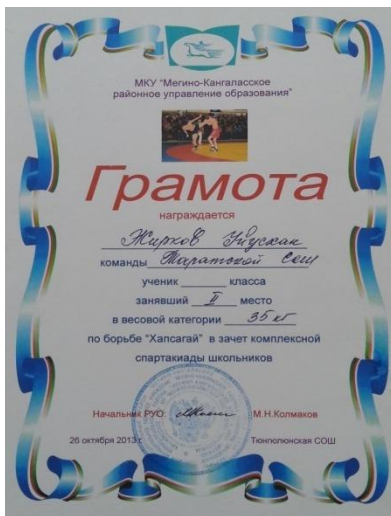 МКУ "Мегино-Кангаласское
районное управление образования"
Грамота
награждается
Жирков Уйусхан
команды Таратской Сош
ученик ______ класса
занявший II место
в весовой категории 35 кг
по борьбе "Хапсагай" в зачет комплексной
спартакиады школьников
Начальник РУО: М.Н.Колмаков
26 октября 2013 г. Тюнгюлюнская СОШ